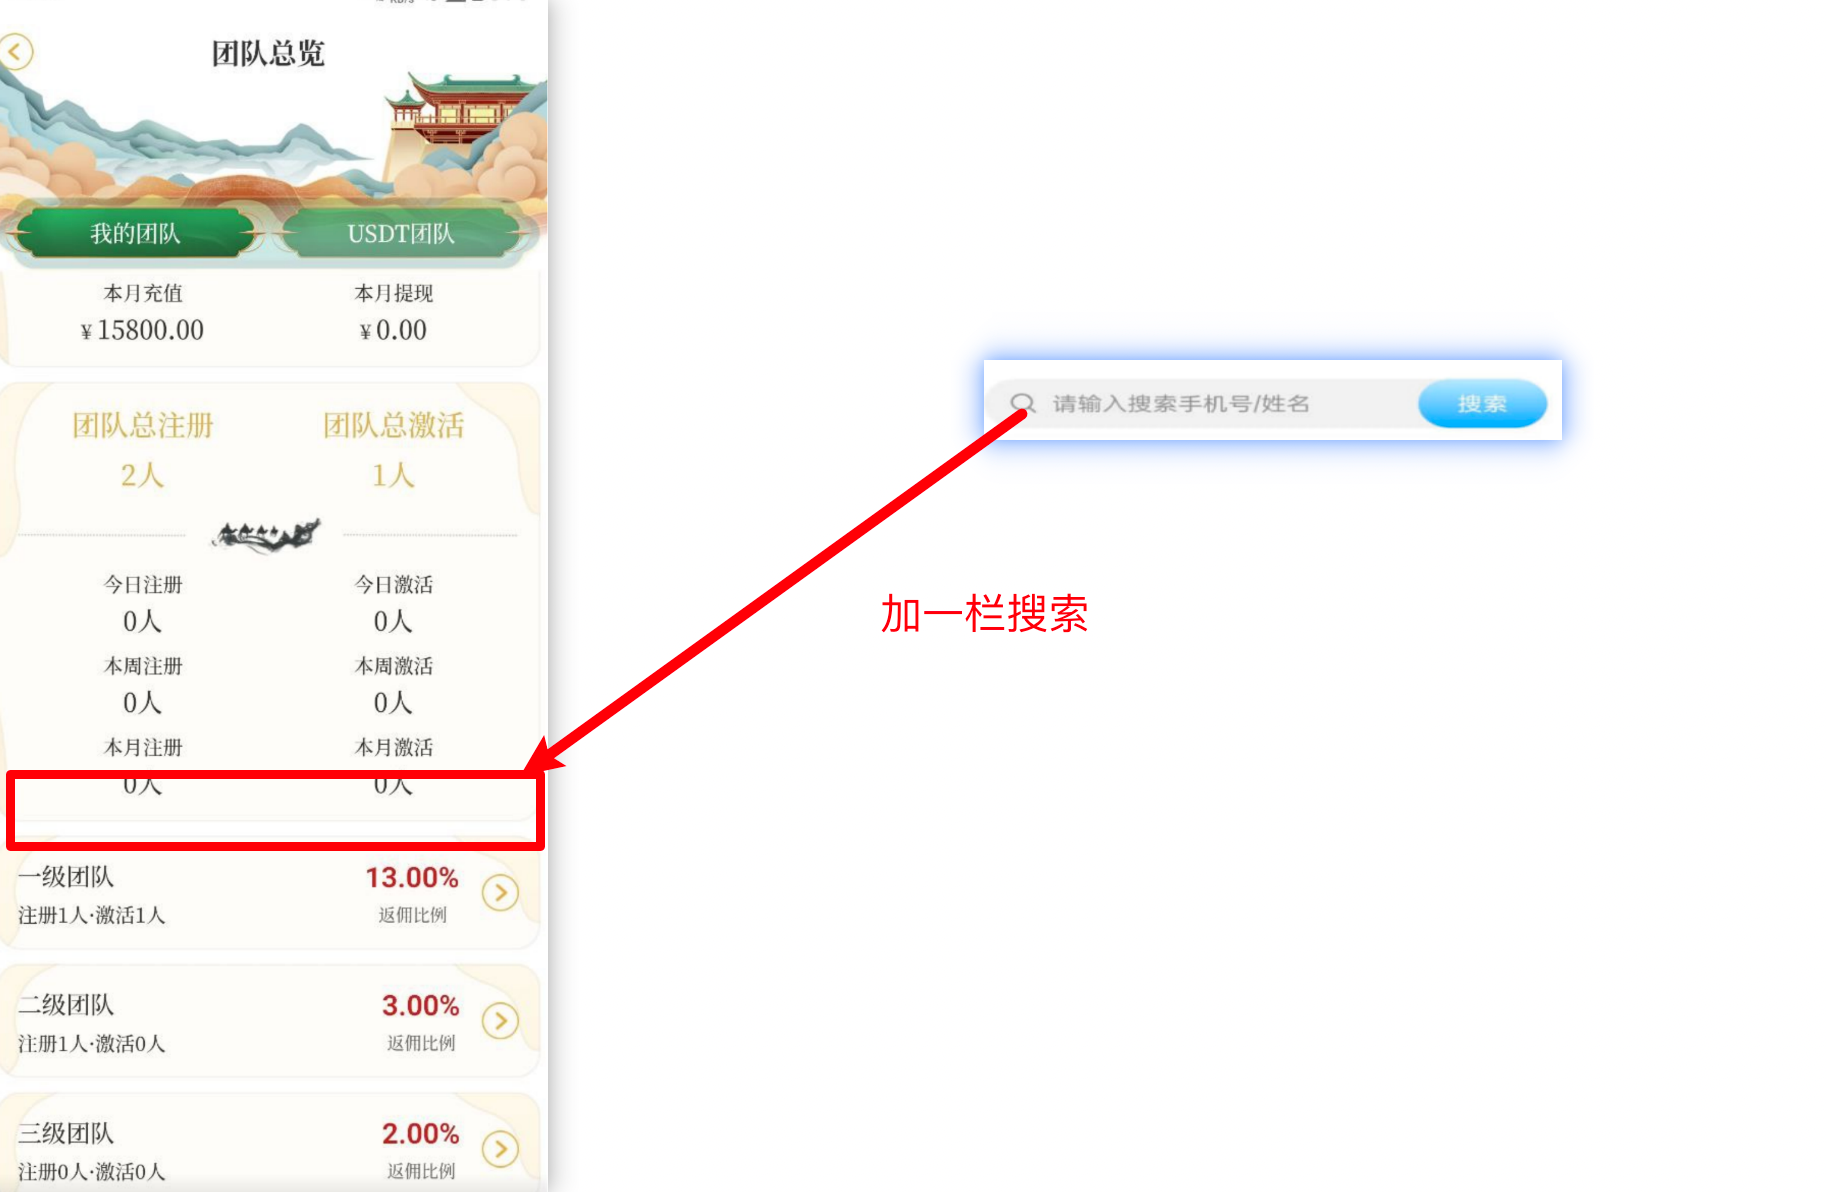 团队总览
我的团队
USDT团队
本月充值
本月提现
¥15800.00
¥0.00
团队总注册
团队总激活
2人
1人
今日注册
今日激活
0人
0人
本周注册
本周激活
0人
0人
本月注册
本月激活
0人
0人
一级团队
13.00%
注册1人·激活1人
返佣比例
二级团队
3.00%
注册1人·激活0人
返佣比例
三级团队
2.00%
注册0人·激活0人
返佣比例
请输入搜索手机号/姓名
搜索
加一栏搜索